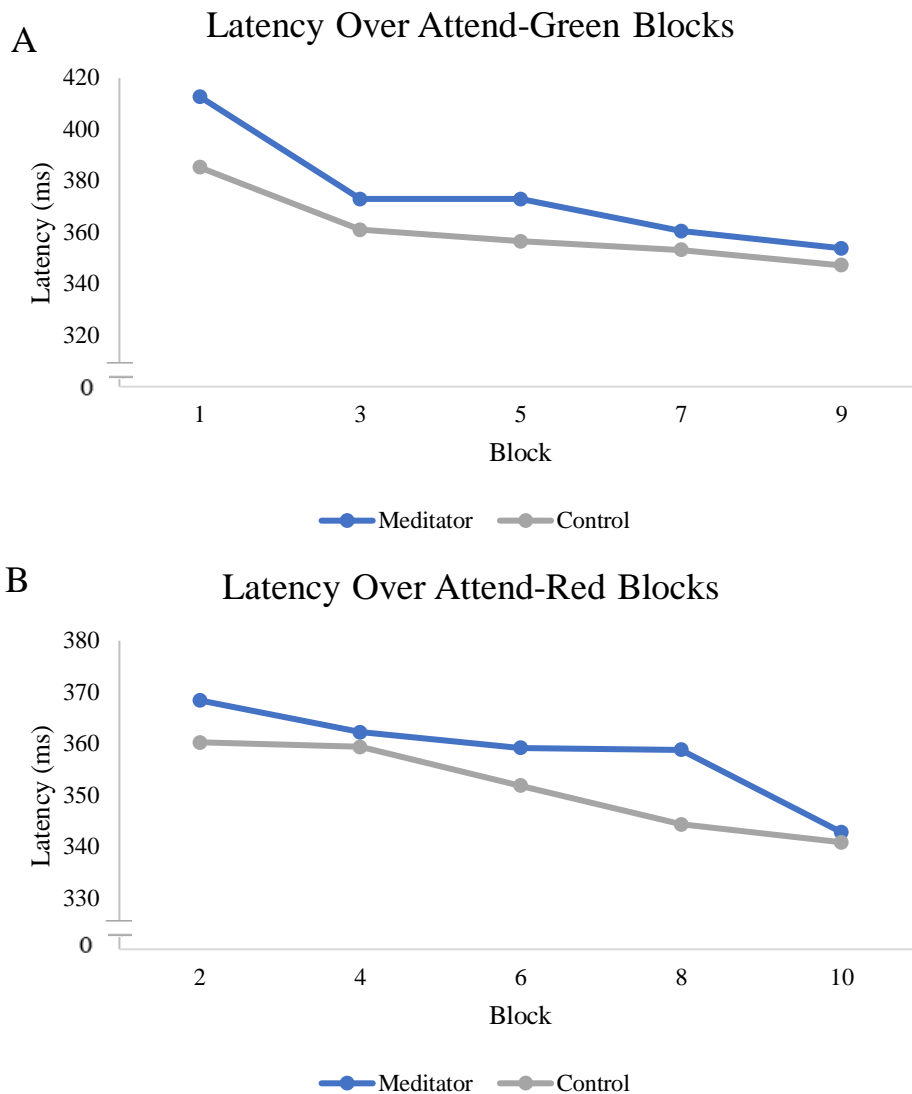 A
Latency Over Attend-Green Blocks
420
400
380
360
340
320
0
Latency (ms)
1 3 5 7 9
Block
Meditator Control
B
Latency Over Attend-Red Blocks
380
370
360
350
340
330
0
Latency (ms)
2 4 6 8 10
Block
Meditator Control